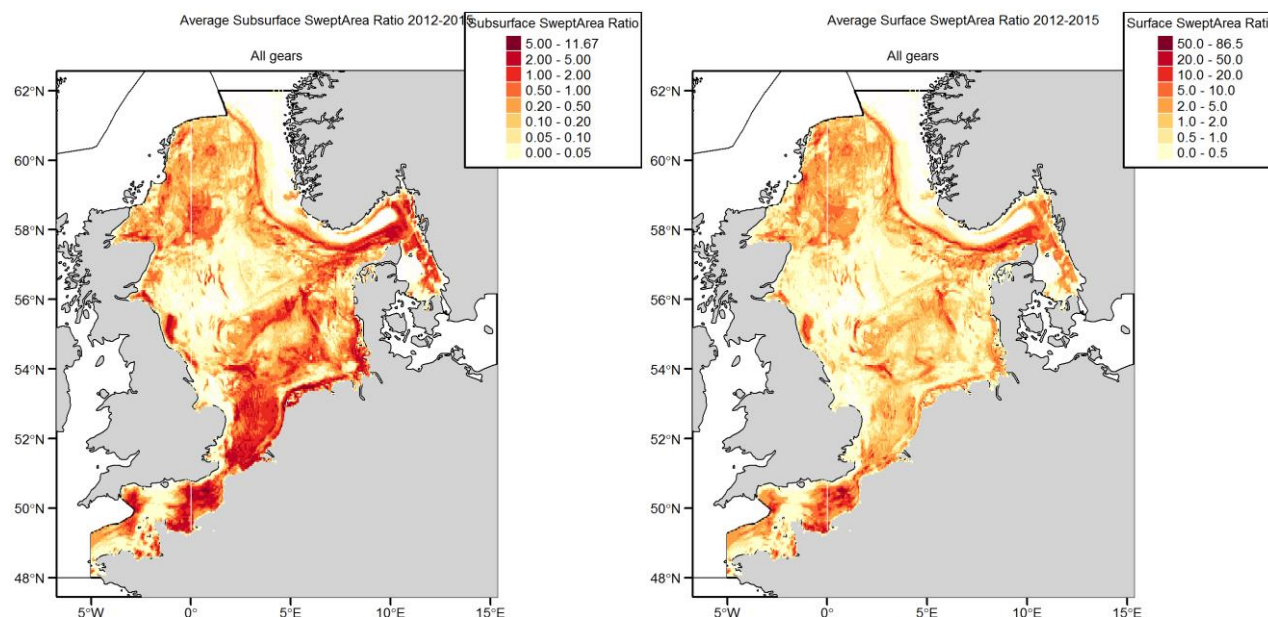 Average Subsurface SweptArea Ratio 2012-2015
All gears
Subsurface SweptArea Ratio
5.00 - 11.67
2.00 - 5.00
1.00 - 2.00
0.50 - 1.00
0.20 - 0.50
0.10 - 0.20
0.05 - 0.10
0.00 - 0.05
62°N
60°N
58°N
56°N
54°N
52°N
50°N
48°N
5°W
0°
5°E
10°E
15°E
Average Surface SweptArea Ratio 2012-2015
All gears
Surface SweptArea Ratio
50.0 - 86.5
20.0 - 50.0
10.0 - 20.0
5.0 - 10.0
2.0 - 5.0
1.0 - 2.0
0.5 - 1.0
0.0 - 0.5
62°N
60°N
58°N
56°N
54°N
52°N
50°N
48°N
5°W
0°
5°E
10°E
15°E